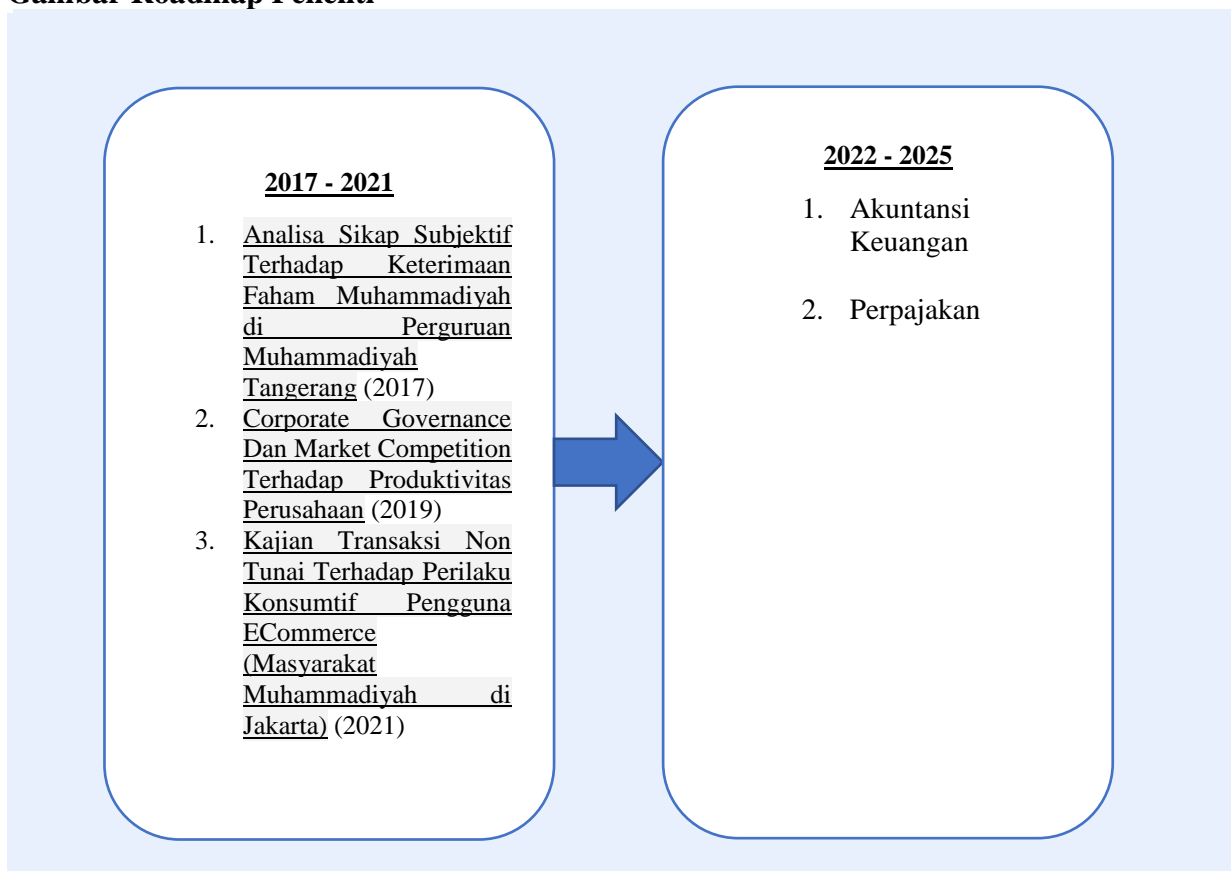 Gambar Roadmap Peneliti
2017 - 2021
1. Analisa Sikap Subjektif
Terhadap Keterimaan
Faham Muhammadiyah
di Perguruan
Muhammadiyah
Tangerang (2017)
2. Corporate Governance
Dan Market Competition
Terhadap Produktivitas
Perusahaan (2019)
3. Kajian Transaksi Non
Tunai Terhadap Perilaku
Konsumtif Pengguna
ECommerce
(Masyarakat
Muhammadiyah di
Jakarta) (2021)
2022 - 2025
1. Akuntansi
Keuangan
2. Perpajakan